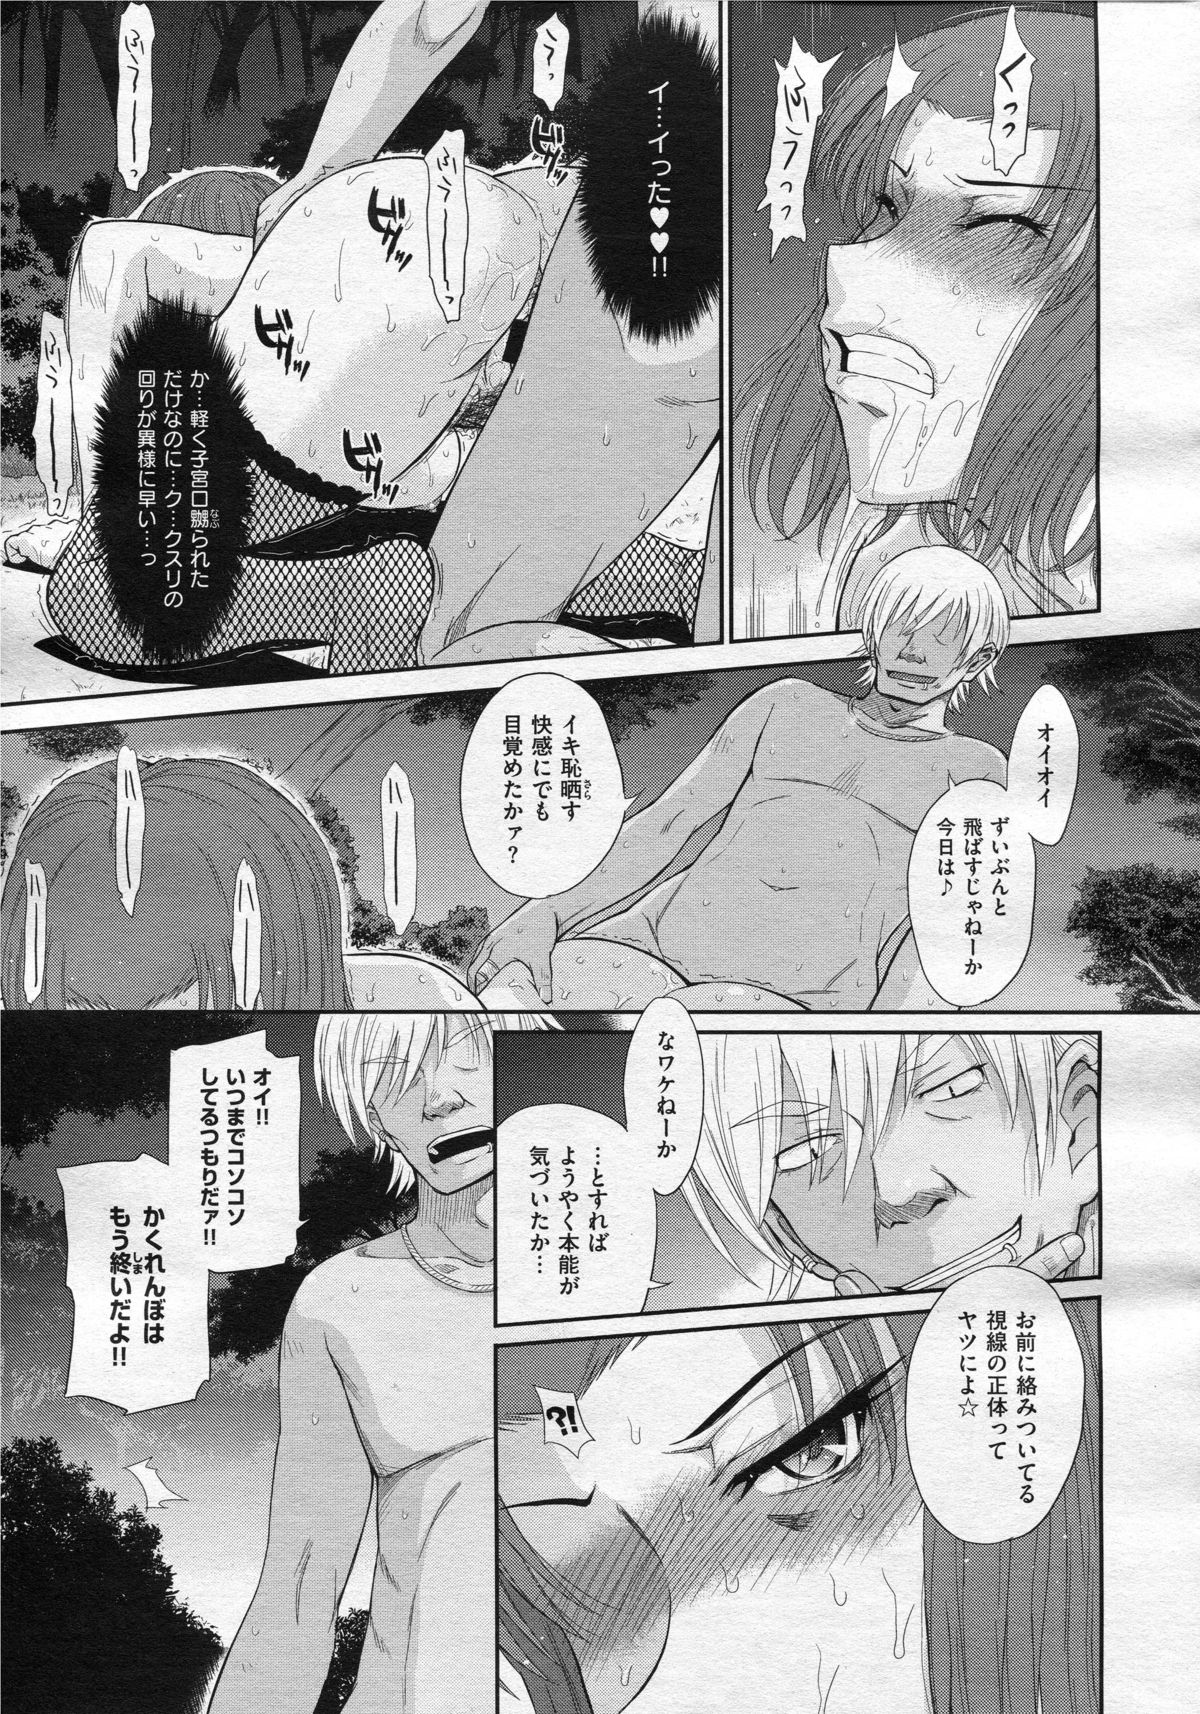 くっっ
ふーっっ
イ…イった♥♥!!
か…軽く子宮口嬲られた
なぶ
だけなのに…ク…クスリの
回りが異様に早い…っ
オイオイ
ずいぶんと
飛ばすじゃねーか
今日は♪
イキ恥晒す
さら
快感にでも
目覚めたかァ？
なワケねーか
…とすれば
ようやく本能が
気づいたか…
お前に絡みついてる
視線の正体って
ヤツによ☆
?!
オイ!!
いつまでコソコソ
してるつもりだァ!!
かくれんぼは
もう終いだよ!!
しま